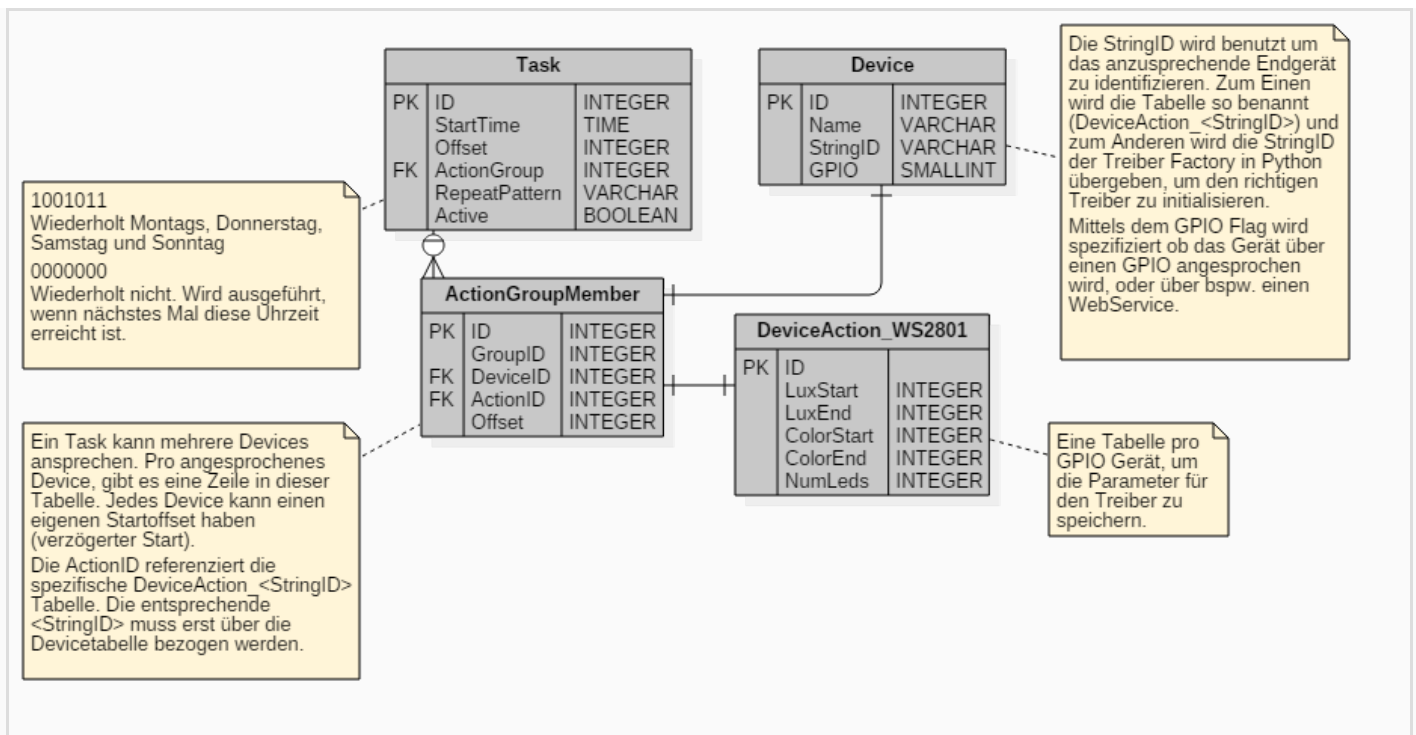 Task
PK ID INTEGER
StartTime TIME
Offset INTEGER
FK ActionGroup INTEGER
RepeatPattern VARCHAR
Active BOOLEAN
Device
PK ID INTEGER
Name VARCHAR
StringID VARCHAR
GPIO SMALLINT
Die StringID wird benutzt um
das anzusprechende Endgerät
zu identifizieren. Zum Einen
wird die Tabelle so benannt
(DeviceAction_<StringID>) und
zum Anderen wird die StringID
der Treiber Factory in Python
übergeben, um den richtigen
Treiber zu initialisieren.
Mittels dem GPIO Flag wird
spezifiziert ob das Gerät über
einen GPIO angesprochen
wird, oder über bspw. einen
WebService.
1001011
Wiederholt Montags, Donnerstag,
Samstag und Sonntag
0000000
Wiederholt nicht. Wird ausgeführt,
wenn nächstes Mal diese Uhrzeit
erreicht ist.
ActionGroupMember
PK ID INTEGER
GroupID INTEGER
FK DeviceID INTEGER
FK ActionID INTEGER
Offset INTEGER
DeviceAction_WS2801
PK ID
LuxStart INTEGER
LuxEnd INTEGER
ColorStart INTEGER
ColorEnd INTEGER
NumLeds INTEGER
Ein Task kann mehrere Devices
ansprechen. Pro angesprochenes
Device, gibt es eine Zeile in dieser
Tabelle. Jedes Device kann einen
eigenen Startoffset haben
(verzögerter Start).
Die ActionID referenziert die
spezifische DeviceAction_<StringID>
Tabelle. Die entsprechende
<StringID> muss erst über die
Devicetabelle bezogen werden.
Eine Tabelle pro
GPIO Gerät, um
die Parameter für
den Treiber zu
speichern.